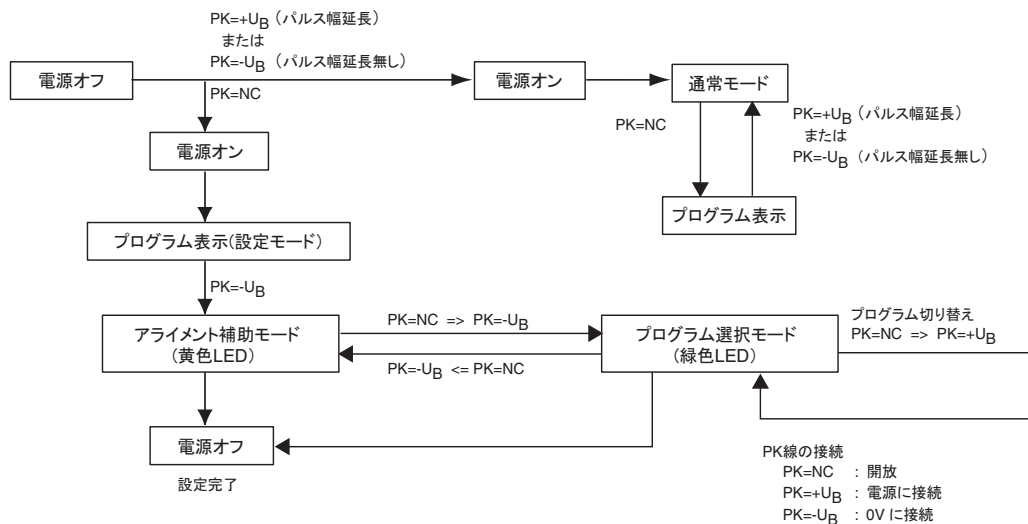 PK=+UB (パルス幅延長)
または
PK=-UB (パルス幅延長無し)
電源オフ
電源オン
通常モード
PK=NC
PK=NC
PK=+UB (パルス幅延長)
または
PK=-UB (パルス幅延長無し)
電源オン
プログラム表示
プログラム表示(設定モード)
PK=-UB
アライメント補助モード
(黄色LED)
PK=NC => PK=-UB
PK=-UB <= PK=NC
プログラム選択モード
(緑色LED)
プログラム切り替え
PK=NC => PK=+UB
電源オフ
設定完了
PK線の接続
PK=NC : 開放
PK=+UB : 電源に接続
PK=-UB : 0Vに接続